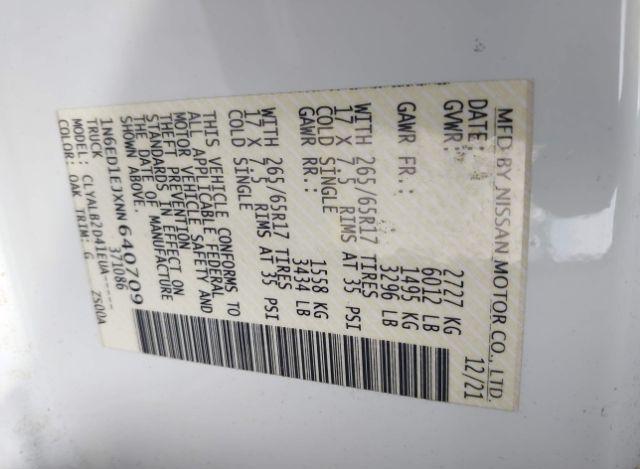 MFD BY NISSAN MOTOR CO., LTD.
DATE: 12/21
GVWR: 2727 KG
6012 LB
GAWR FR.: 1495 KG
3296 LB
WITH 265/65R17 TIRES
17 X 7.5 RIMS AT 35 PSI
COLD SINGLE
GAWR RR.: 1558 KG
3434 LB
WITH 265/65R17 TIRES
17 X 7.5 RIMS AT 35 PSI
COLD SINGLE
THIS VEHICLE CONFORMS TO
ALL APPLICABLE FEDERAL
MOTOR VEHICLE SAFETY AND
THEFT PREVENTION
STANDARDS IN EFFECT ON
THE DATE OF MANUFACTURE
SHOWN ABOVE.
1N6ED1EJXNN640709
TRUCK 371086
MODEL: CLYALB2D41EUA-----
COLOR: QAK TRIM: G ZS00A